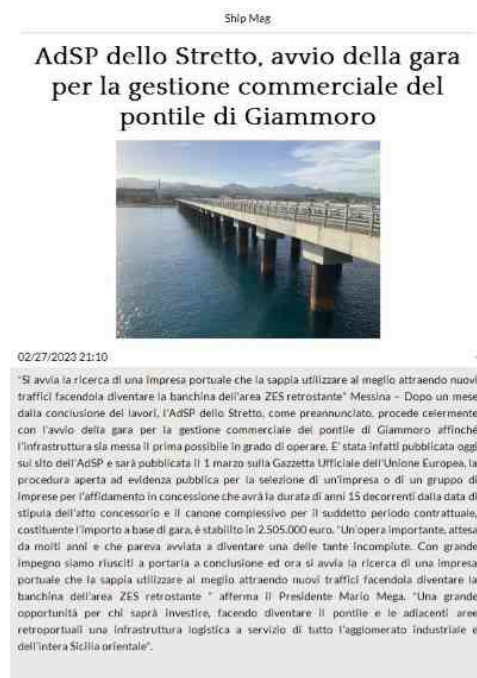 Ship Mag
AdSP dello Stretto, avvio della gara
per la gestione commerciale del
pontile di Giammoro
02/27/2023 21:10
"Si avvia la ricerca di una impresa portuale che la sappia utilizzare al meglio attraendo nuovi
traffici facendola diventare la banchina dell'area ZES retrostante" Messina – Dopo un mese
dalla conclusione dei lavori, l'AdSP dello Stretto, come preannunciato, procede celermente
con l'avvio della gara per la gestione commerciale del pontile di Giammoro affinché
l'infrastruttura sia messa il prima possibile in grado di operare. E' stata infatti pubblicata oggi
sul sito dell'AdSP e sarà pubblicata il 1 marzo sulla Gazzetta Ufficiale dell'Unione Europea, la
procedura aperta ad evidenza pubblica per la selezione di un'impresa o di un gruppo di
imprese per l'affidamento in concessione che avrà la durata di anni 15 decorrenti dalla data di
stipula dell'atto concessorio e il canone complessivo per il suddetto periodo contrattuale,
costituente l'importo a base di gara, è stabilito in 2.505.000 euro. "Un'opera importante, attesa
da molti anni e che pareva avviata a diventare una delle tante incompiute. Con grande
impegno siamo riusciti a portarla a conclusione ed ora si avvia la ricerca di una impresa
portuale che la sappia utilizzare al meglio attraendo nuovi traffici facendola diventare la
banchina dell'area ZES retrostante " afferma il Presidente Mario Mega. "Una grande
opportunità per chi saprà investire, facendo diventare il pontile e le adiacenti aree
retroportuali una infrastruttura logistica a servizio di tutto l'agglomerato industriale e
dell'intera Sicilia orientale".